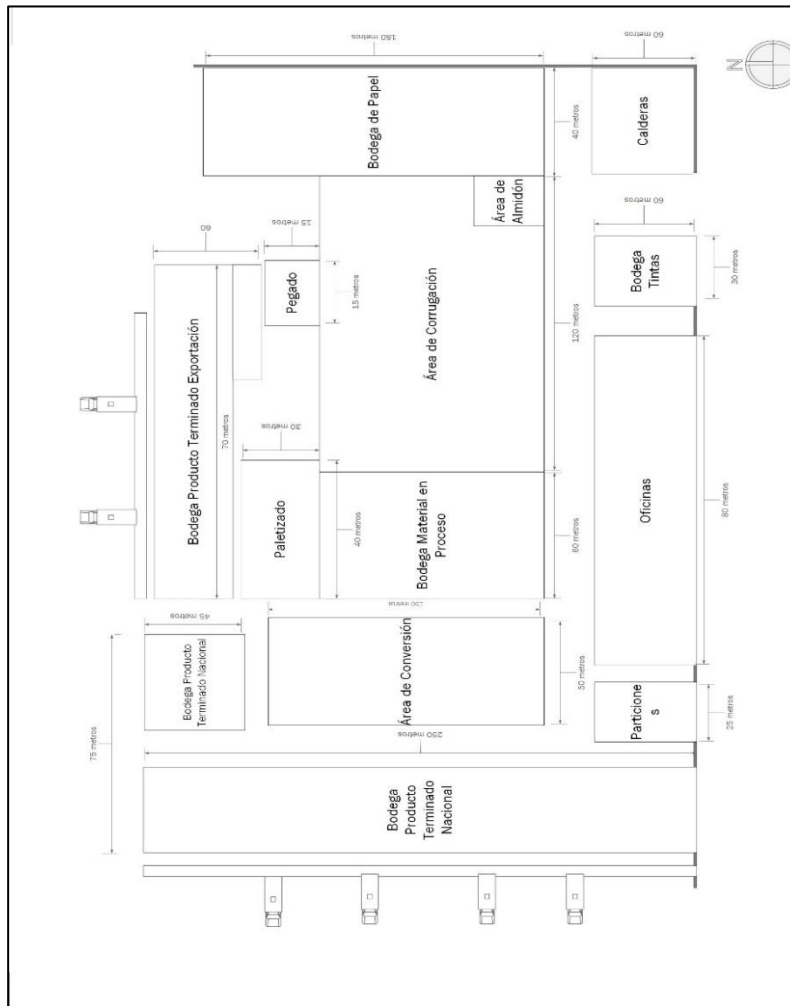 180 metros
60 metros
N
Bodega de Papel
40 metros
Calderas
Área de
Almidón
15 metros
60 metros
60
Pegado
15 metros
Bodega
Tintas
30 metros
Área de Corrugación
120 metros
Bodega Producto Terminado Exportación
70 metros
30 metros
Paletizado
40 metros
Bodega Material en
Proceso
60 metros
Oficinas
80 metros
150 metros
45 metros
Bodega Producto
Terminado Nacional
Área de Conversión
50 metros
Particione
s
25 metros
75 metros
250 metros
Bodega
Producto
Terminado
Nacional